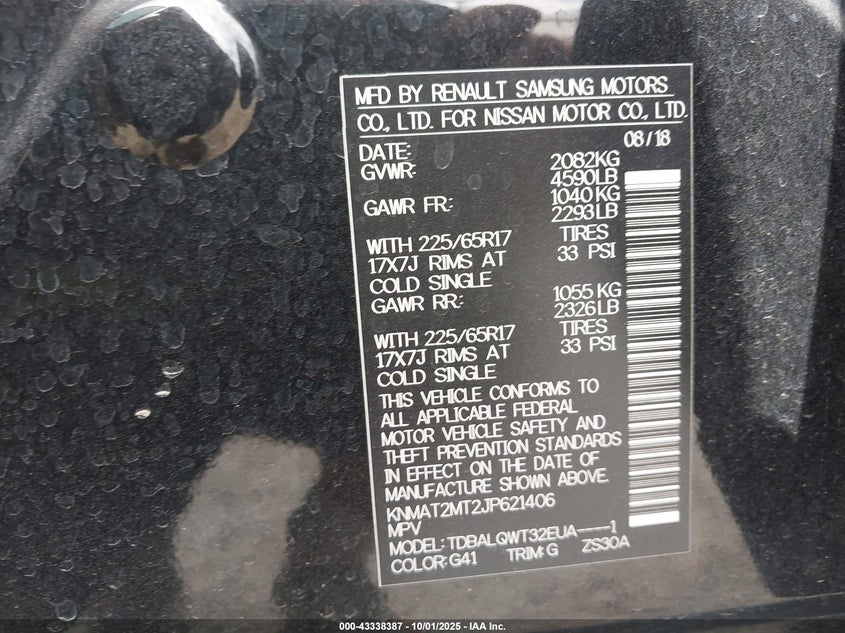 MFD BY RENAULT SAMSUNG MOTORS
CO., LTD. FOR NISSAN MOTOR CO., LTD.
DATE: 08/18
GVWR: 2082KG
4590LB
GAWR FR: 1040KG
2293LB
WITH 225/65R17 TIRES
17X7J RIMS AT 33 PSI
COLD SINGLE
GAWR RR: 1055KG
2326LB
WITH 225/65R17 TIRES
17X7J RIMS AT 33 PSI
COLD SINGLE
THIS VEHICLE CONFORMS TO
ALL APPLICABLE FEDERAL
MOTOR VEHICLE SAFETY AND
THEFT PREVENTION STANDARDS
IN EFFECT ON THE DATE OF
MANUFACTURE SHOWN ABOVE.
KNMAT2MT2JP621406
MPV
MODEL: TDBALQWT32EUA----1
COLOR: G41 TRIM: G ZS30A
000-43338387 - 10/01/2025 - IAA Inc.